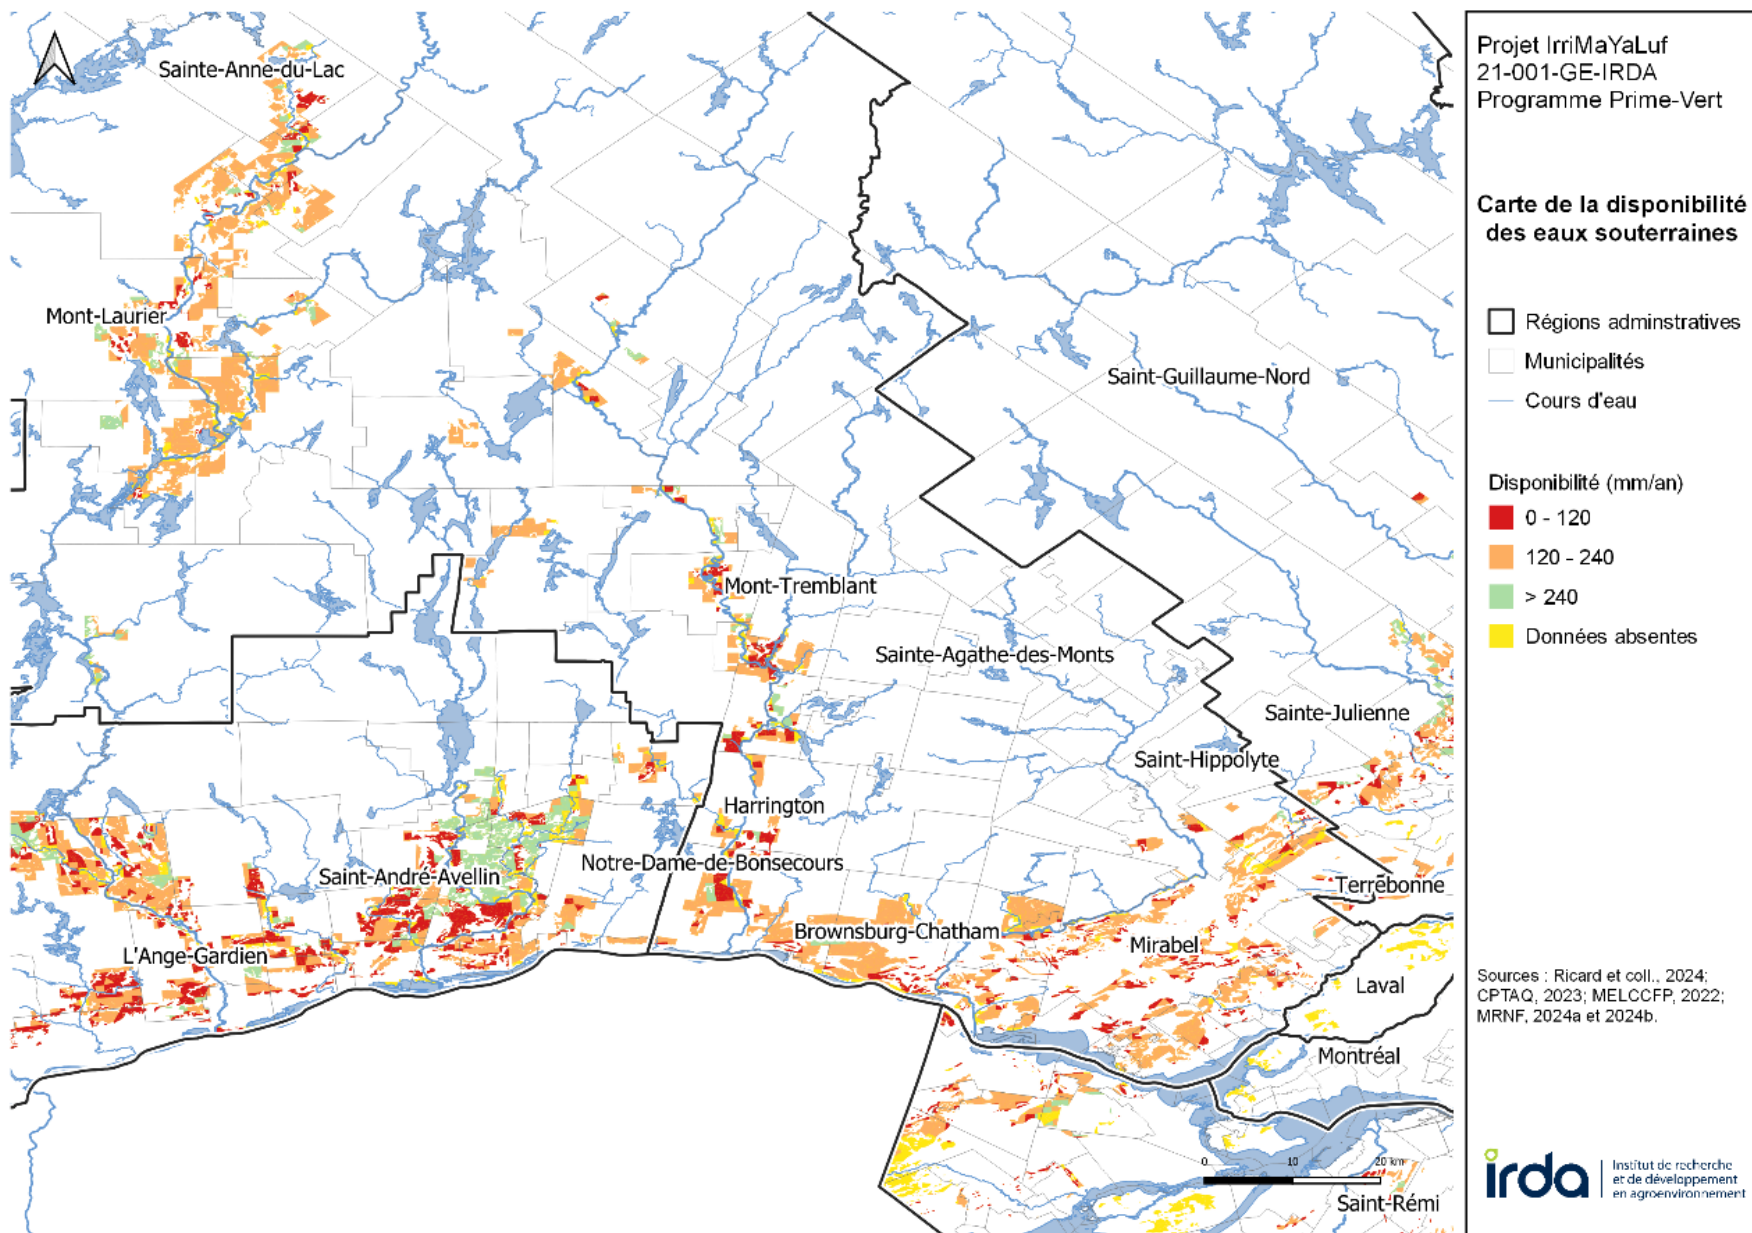 Sainte-Anne-du-Lac
Mont-Laurier
Saint-Guillaume-Nord
Mont-Tremblant
Sainte-Agathe-des-Monts
Sainte-Julienne
Saint-Hippolyte
Harrington
Notre-Dame-de-Bonsecours
Saint-André-Avellin
Terrebonne
Brownsburg-Chatham
Mirabel
L'Ange-Gardien
Laval
Montréal
0 10 20 km
Saint-Rémi
Projet IrriMaYaLuf
21-001-GE-IRDA
Programme Prime-Vert
Carte de la disponibilité
des eaux souterraines
Régions adminstratives
Municipalités
Cours d'eau
Disponibilité (mm/an)
0 - 120
120 - 240
> 240
Données absentes
Sources : Ricard et coll., 2024;
CPTAQ, 2023; MELCCFP, 2022;
MRNF, 2024a et 2024b.
irda
Institut de recherche
et de développement
en agroenvironnement